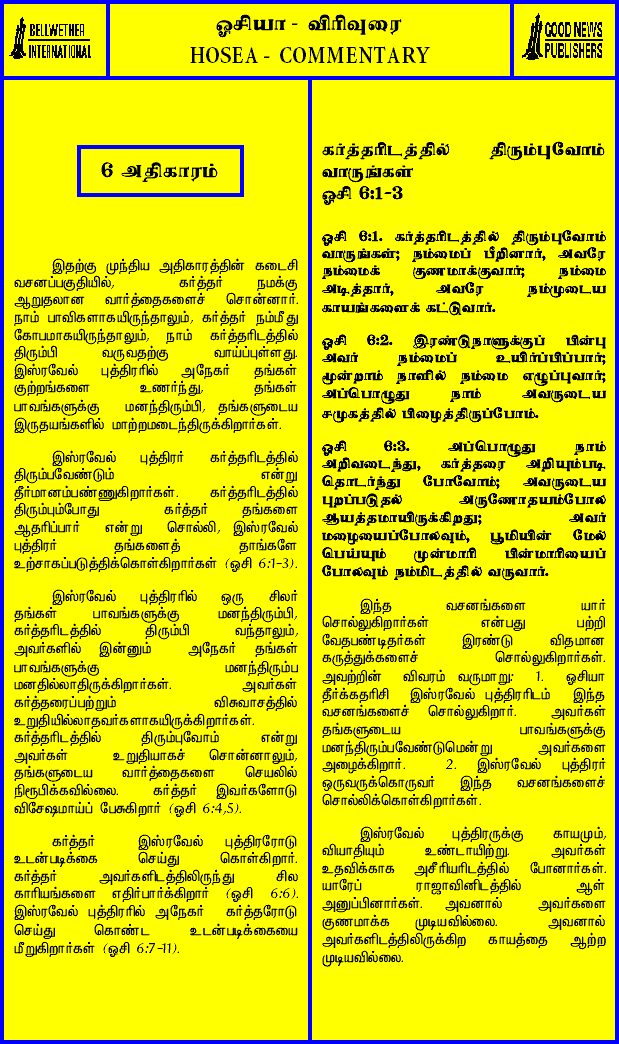 BELLWETHER
INTERNATIONAL
ஓசியா - விரிவுரை
HOSEA - COMMENTARY
GOOD NEWS
PUBLISHERS
6 அதிகாரம்
இதற்கு முந்திய அதிகாரத்தின் கடைசி
வசனப்பகுதியில், கர்த்தர் நமக்கு
ஆறுதலான வார்த்தைகளைச் சொன்னார்.
நாம் பாவிகளாகயிருந்தாலும், கர்த்தர் நம்மீது
கோபமாகயிருந்தாலும், நாம் கர்த்தரிடத்தில்
திரும்பி வருவதற்கு வாய்ப்புள்ளது.
இஸ்ரவேல் புத்திரரில் அநேகர் தங்கள்
குற்றங்களை உணர்ந்து, தங்கள்
பாவங்களுக்கு மனந்திரும்பி, தங்களுடைய
இருதயங்களில் மாற்றமடைந்திருக்கிறார்கள்.
இஸ்ரவேல் புத்திரர் கர்த்தரிடத்தில்
திரும்பவேண்டும் என்று
தீர்மானம்பண்ணுகிறார்கள். கர்த்தரிடத்தில்
திரும்பும்போது கர்த்தர் தங்களை
ஆதரிப்பார் என்று சொல்லி, இஸ்ரவேல்
புத்திரர் தங்களைத் தாங்களே
உற்சாகப்படுத்திக்கொள்கிறார்கள் (ஓசி 6:1-3).
இஸ்ரவேல் புத்திரரில் ஒரு சிலர்
தங்கள் பாவங்களுக்கு மனந்திரும்பி,
கர்த்தரிடத்தில் திரும்பி வந்தாலும்,
அவர்களில் இன்னும் அநேகர் தங்கள்
பாவங்களுக்கு மனந்திரும்ப
மனதில்லாதிருக்கிறார்கள். அவர்கள்
கர்த்தரைப்பற்றும் விசுவாசத்தில்
உறுதியில்லாதவர்களாகயிருக்கிறார்கள்.
கர்த்தரிடத்தில் திரும்புவோம் என்று
அவர்கள் உறுதியாகச் சொன்னாலும்,
தங்களுடைய வார்த்தைகளை செயலில்
நிரூபிக்கவில்லை. கர்த்தர் இவர்களோடு
விசேஷமாய்ப் பேசுகிறார் (ஓசி 6:4,5).
கர்த்தர் இஸ்ரவேல் புத்திரரோடு
உடன்படிக்கை செய்து கொள்கிறார்.
கர்த்தர் அவர்களிடத்திலிருந்து சில
காரியங்களை எதிர்பார்க்கிறார் (ஓசி 6:6).
இஸ்ரவேல் புத்திரரில் அநேகர் கர்த்தரோடு
செய்து கொண்ட உடன்படிக்கையை
மீறுகிறார்கள் (ஓசி 6:7-11).
கர்த்தரிடத்தில் திரும்புவோம்
வாருங்கள்
ஓசி 6:1-3
ஓசி 6:1. கர்த்தரிடத்தில் திரும்புவோம்
வாருங்கள்; நம்மைப் பீறினார், அவரே
நம்மைக் குணமாக்குவார்; நம்மை
அடித்தார், அவரே நம்முடைய
காயங்களைக் கட்டுவார்.
ஓசி 6:2. இரண்டுநாளுக்குப் பின்பு
அவர் நம்மைப் உயிர்ப்பிப்பார்;
மூன்றாம் நாளில் நம்மை எழுப்புவார்;
அப்பொழுது நாம் அவருடைய
சமுகத்தில் பிழைத்திருப்போம்.
ஓசி 6:3. அப்பொழுது நாம்
அறிவடைந்து, கர்த்தரை அறியும்படி
தொடர்ந்து போவோம்; அவருடைய
புறப்படுதல் அருணோதயம்போல
ஆயத்தமாயிருக்கிறது; அவர்
மழையைப்போலவும், பூமியின் மேல்
பெய்யும் முன்மாரி பின்மாரியைப்
போலவும் நம்மிடத்தில் வருவார்.
இந்த வசனங்களை யார்
சொல்லுகிறார்கள் என்பது பற்றி
வேதபண்டிதர்கள் இரண்டு விதமான
கருத்துக்களைச் சொல்லுகிறார்கள்.
அவற்றின் விவரம் வருமாறு: 1. ஒசியா
தீர்க்கதரிசி இஸ்ரவேல் புத்திரரிடம் இந்த
வசனங்களைச் சொல்லுகிறார். அவர்கள்
தங்களுடைய பாவங்களுக்கு
மனந்திரும்பவேண்டுமென்று அவர்களை
அழைக்கிறார். 2. இஸ்ரவேல் புத்திரர்
ஒருவருக்கொருவர் இந்த வசனங்களைச்
சொல்லிக்கொள்கிறார்கள்.
இஸ்ரவேல் புத்திரருக்கு காயமும்,
வியாதியும் உண்டாயிற்று. அவர்கள்
உதவிக்காக அசீரியரிடத்தில் போனார்கள்.
யாரேப் ராஜாவினிடத்தில் ஆள்
அனுப்பினார்கள். அவனால் அவர்களை
குணமாக்க முடியவில்லை. அவனால்
அவர்களிடத்திலிருக்கிற காயத்தை ஆற்ற
முடியவில்லை.